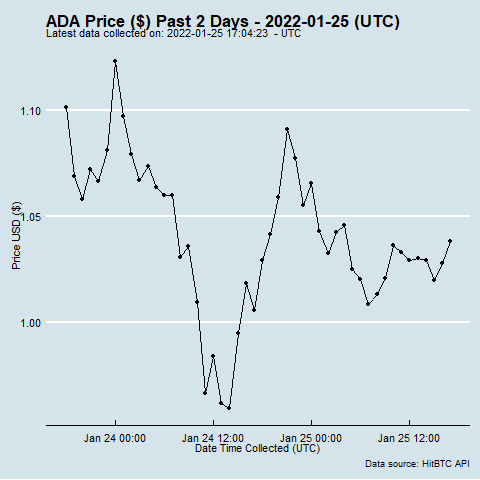 ADA Price ($) Past 2 Days - 2022-01-25 (UTC)
Latest data collected on: 2022-01-25 17:04:23 - UTC
1.10
1.05
1.00
Price USD ($)
Jan 24 00:00 Jan 24 12:00 Jan 25 00:00 Jan 25 12:00
Date Time Collected (UTC)
Data source: HitBTC API